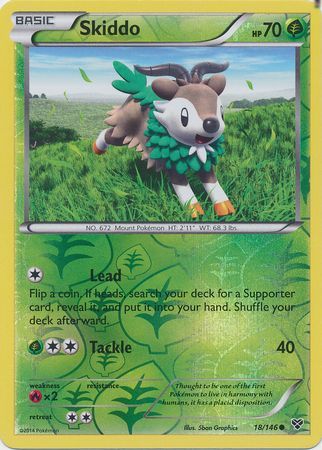 BASIC
Skiddo
HP 70
NO. 672 Mount Pokémon HT: 2'11" WT: 68.3 lbs.
Lead
Flip a coin. If heads, search your deck for a Supporter
card, reveal it, and put it into your hand. Shuffle your
deck afterward.
Tackle 40
weakness resistance
×2
retreat
Thought to be one of the first
Pokémon to live in harmony with
humans, it has a placid disposition.
©2014 Pokémon
Illus. 5ban Graphics
18/146
XY